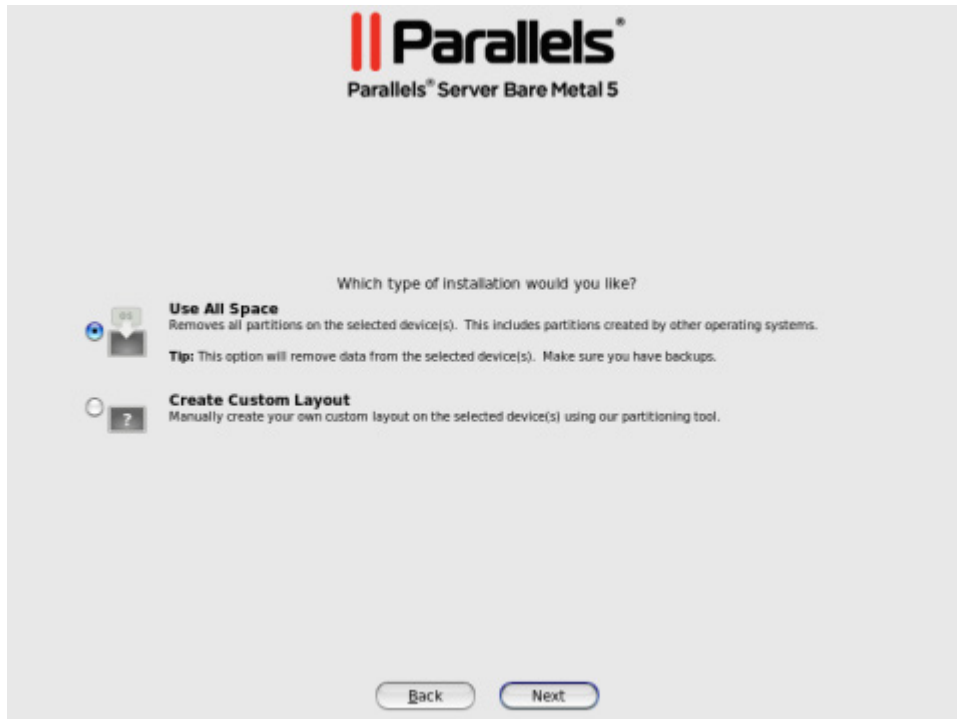 Parallels®
Parallels® Server Bare Metal 5
Which type of installation would you like?
OS
Use All Space
Removes all partitions on the selected device(s). This includes partitions created by other operating systems.
Tip: This option will remove data from the selected device(s). Make sure you have backups.
?
Create Custom Layout
Manually create your own custom layout on the selected device(s) using our partitioning tool.
Back
Next